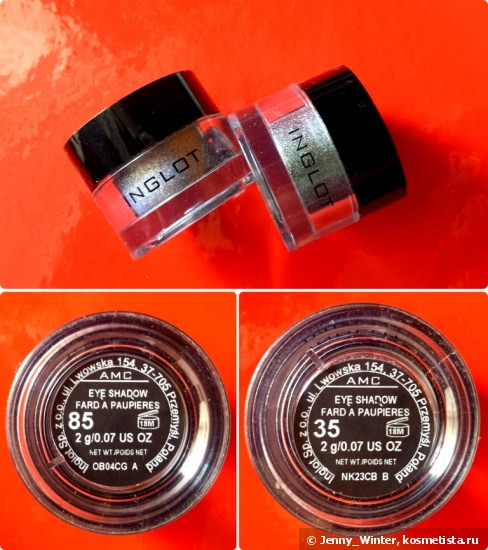 INGLOT
INGLOT
Inglot Sp. z o.o., ul. Lwowska 154, 37-705 Przemyśl, Poland
AMC
EYE SHADOW
FARD A PAUPIERES
85
18M
2 g/0.07 US OZ
NET WT./POIDS NET
OB04CG A
Inglot Sp. z o.o., ul. Lwowska 154, 37-705 Przemyśl, Poland
AMC
EYE SHADOW
FARD A PAUPIERES
35
18M
2 g/0.07 US OZ
NET WT./POIDS NET
NK23CB B
© Jenny_Winter, kosmetista.ru